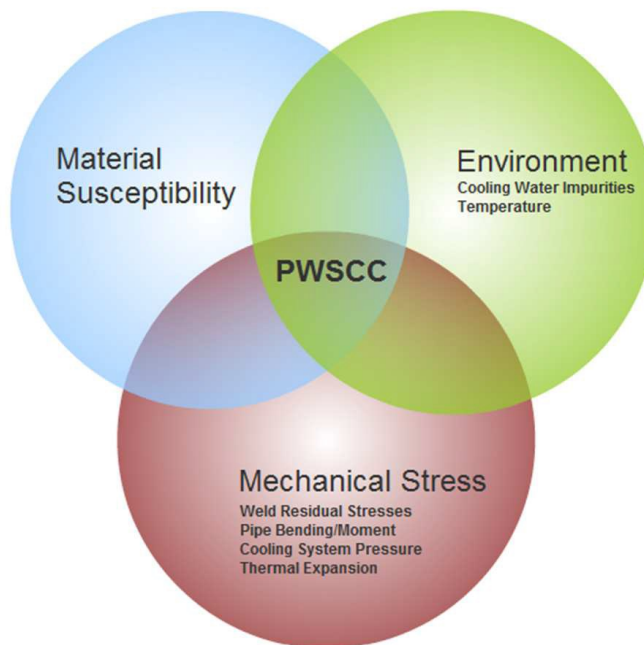 Material
Susceptibility
Environment
Cooling Water Impurities
Temperature
PWSCC
Mechanical Stress
Weld Residual Stresses
Pipe Bending/Moment
Cooling System Pressure
Thermal Expansion